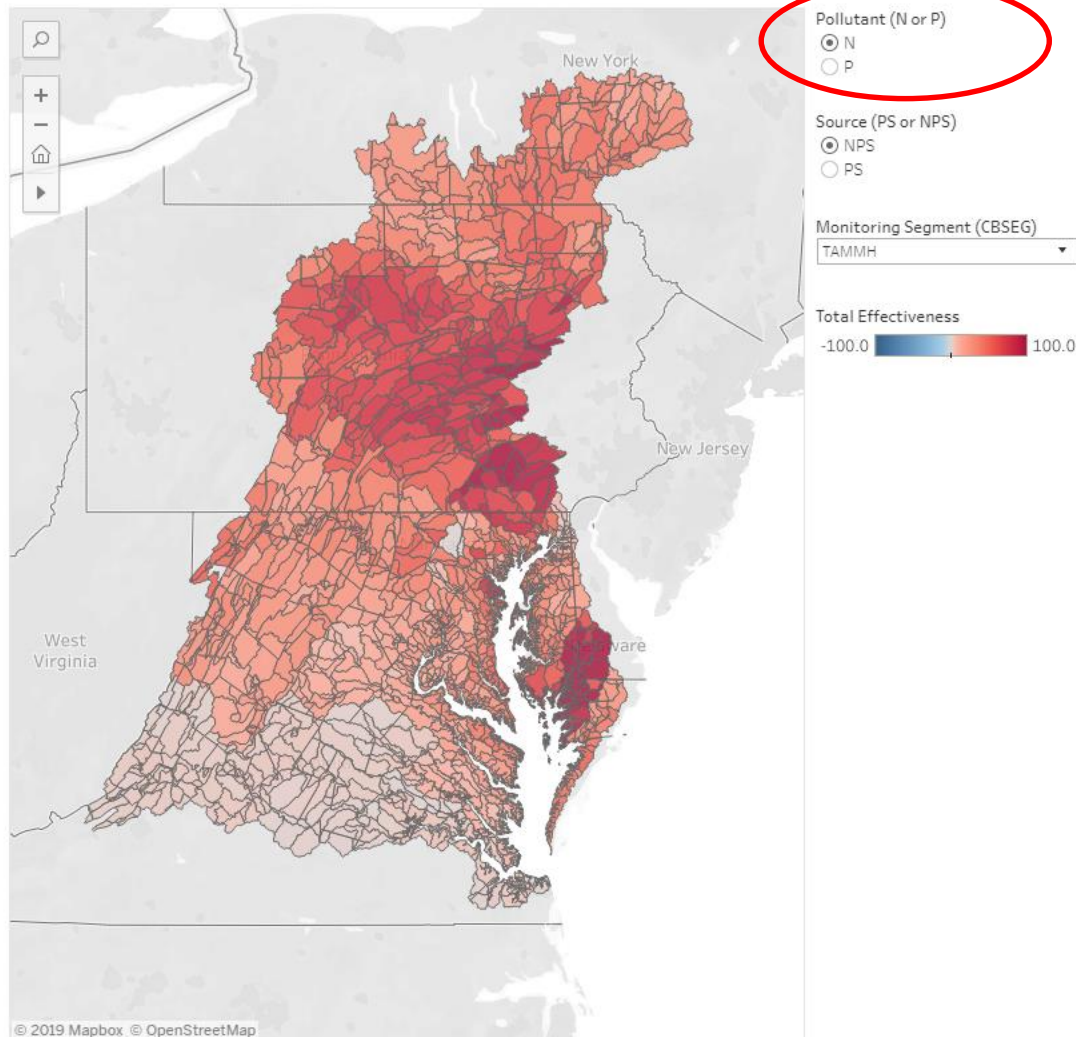 Pollutant (N or P)
N
P
Source (PS or NPS)
NPS
PS
Monitoring Segment (CBSEG)
TAMMH
Total Effectiveness
-100.0 100.0
New York
New Jersey
West
Virginia
© 2019 Mapbox © OpenStreetMap